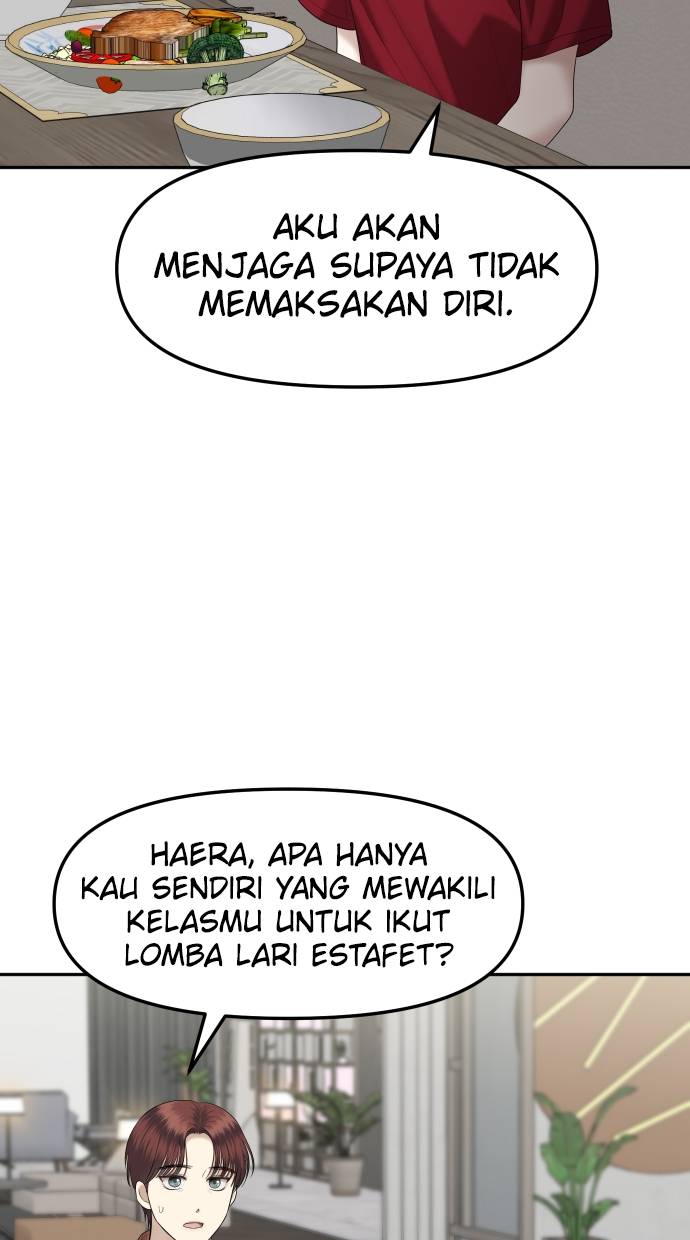 AKU AKAN
MENJAGA SUPAYA TIDAK
MEMAKSAKAN DIRI.
HAERA, APA HANYA
KAU SENDIRI YANG MEWAKILI
KELASMU UNTUK IKUT
LOMBA LARI ESTAFET?